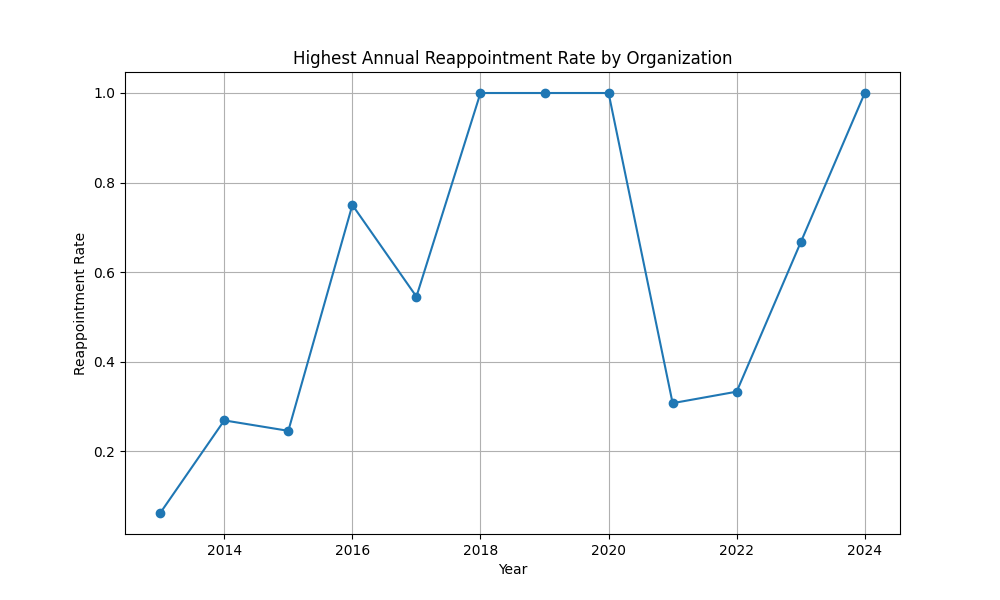 Highest Annual Reappointment Rate by Organization
1.0
0.8
0.6
0.4
0.2
Reappointment Rate
2014 2016 2018 2020 2022 2024
Year